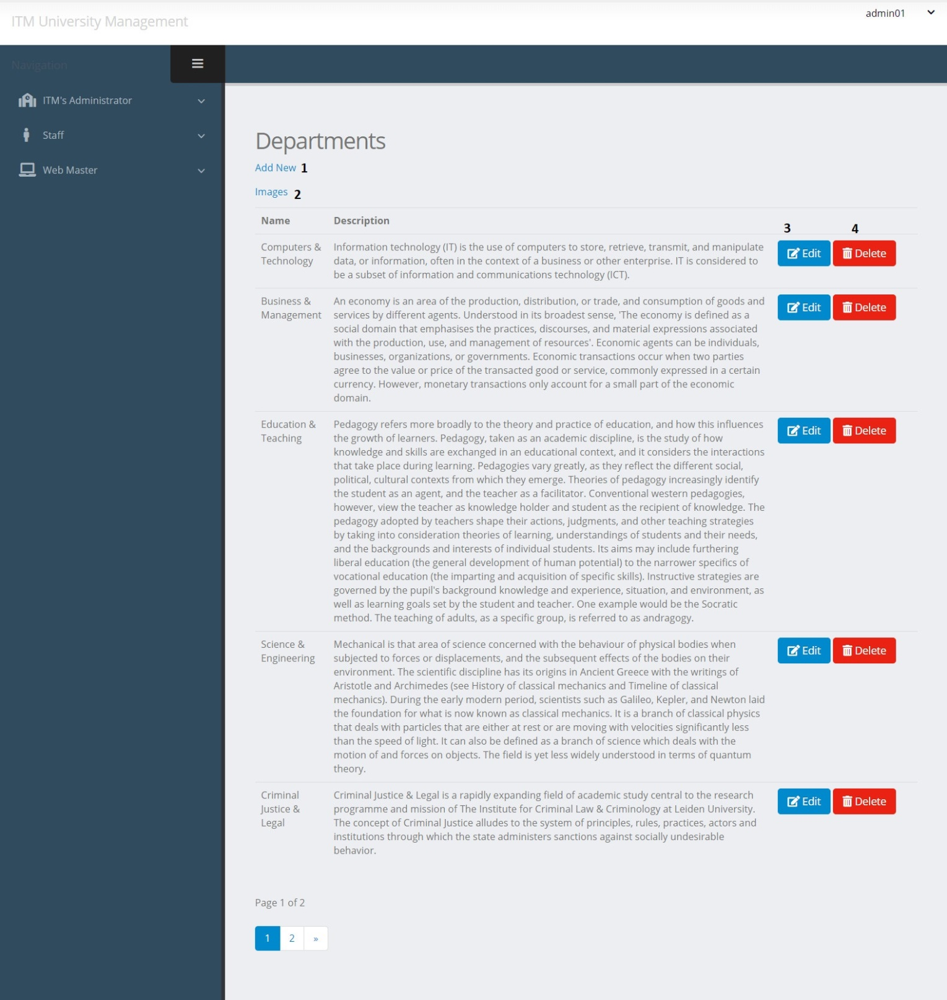 ITM University Management
admin01
Navigation
ITM's Administrator
Staff
Web Master
Departments
Add New 1
Images 2
Name Description
3 4
Computers &
Technology
Information technology (IT) is the use of computers to store, retrieve, transmit, and manipulate
data, or information, often in the context of a business or other enterprise. IT is considered to
be a subset of information and communications technology (ICT).
Edit Delete
Business &
Management
An economy is an area of the production, distribution, or trade, and consumption of goods and
services by different agents. Understood in its broadest sense, 'The economy is defined as a
social domain that emphasises the practices, discourses, and material expressions associated
with the production, use, and management of resources'. Economic agents can be individuals,
businesses, organizations, or governments. Economic transactions occur when two parties
agree to the value or price of the transacted good or service, commonly expressed in a certain
currency. However, monetary transactions only account for a small part of the economic
domain.
Edit Delete
Education &
Teaching
Pedagogy refers more broadly to the theory and practice of education, and how this influences
the growth of learners. Pedagogy, taken as an academic discipline, is the study of how
knowledge and skills are exchanged in an educational context, and it considers the interactions
that take place during learning. Pedagogies vary greatly, as they reflect the different social,
political, cultural contexts from which they emerge. Theories of pedagogy increasingly identify
the student as an agent, and the teacher as a facilitator. Conventional western pedagogies,
however, view the teacher as knowledge holder and student as the recipient of knowledge. The
pedagogy adopted by teachers shape their actions, judgments, and other teaching strategies
by taking into consideration theories of learning, understandings of students and their needs,
and the backgrounds and interests of individual students. Its aims may include furthering
liberal education (the general development of human potential) to the narrower specifics of
vocational education (the imparting and acquisition of specific skills). Instructive strategies are
governed by the pupil's background knowledge and experience, situation, and environment, as
well as learning goals set by the student and teacher. One example would be the Socratic
method. The teaching of adults, as a specific group, is referred to as andragogy.
Edit Delete
Science &
Engineering
Mechanical is that area of science concerned with the behaviour of physical bodies when
subjected to forces or displacements, and the subsequent effects of the bodies on their
environment. The scientific discipline has its origins in Ancient Greece with the writings of
Aristotle and Archimedes (see History of classical mechanics and Timeline of classical
mechanics). During the early modern period, scientists such as Galileo, Kepler, and Newton laid
the foundation for what is now known as classical mechanics. It is a branch of classical physics
that deals with particles that are either at rest or are moving with velocities significantly less
than the speed of light. It can also be defined as a branch of science which deals with the
motion of and forces on objects. The field is yet less widely understood in terms of quantum
theory.
Edit Delete
Criminal
Justice &
Legal
Criminal Justice & Legal is a rapidly expanding field of academic study central to the research
programme and mission of The Institute for Criminal Law & Criminology at Leiden University.
The concept of Criminal Justice alludes to the system of principles, rules, practices, actors and
institutions through which the state administers sanctions against socially undesirable
behavior.
Edit Delete
Page 1 of 2
1 2 »